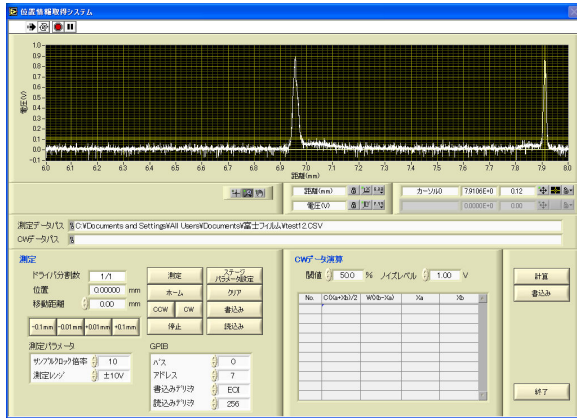 位置情報取得システム
電圧(V)
1.0
0.9
0.8
0.7
0.6
0.5
0.4
0.3
0.2
0.1
0.0
-0.1
6.0 6.1 6.2 6.3 6.4 6.5 6.6 6.7 6.8 6.9 7.0 7.1 7.2 7.3 7.4 7.5 7.6 7.7 7.8 7.9 8.0
距離(mm)
距離(mm) カーソル0 7.9106E+0 0.12
電圧(V) 0.0000E+0 0.00
測定データパス C:¥Documents and Settings¥All Users¥Documents¥富士フィルム¥test12.CSV
CWデータパス
測定
ドライバ分割数 1/1
位置 0.00000 mm
移動距離 0.00 mm
-0.1mm -0.01mm +0.01mm +0.1mm
測定 ステージパラメータ設定
ホーム クリア
CCW CW 書込み
停止 読込み
測定パラメータ
サンプルクロック倍率 10
測定レンジ ±10V
GPIB
バス 0
アドレス 7
書込みデリミタ EOI
読込みデリミタ 256
CWデータ演算
閾値 50.0 % ノイズレベル 1.00 V
No. C(Xa+Xb)/2 W(Xb-Xa) Xa Xb
計算
書込み
終了